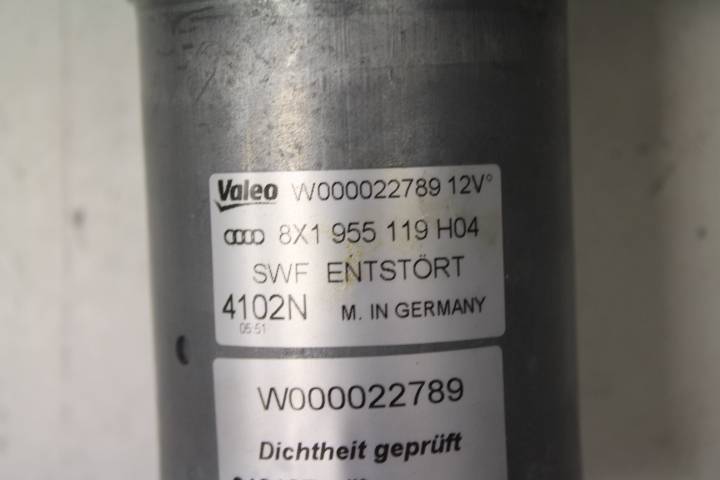 Valeo W000022789 12V°
8X1 955 119 H04
SWF ENTSTÖRT
4102N M. IN GERMANY
05 51
W000022789
Dichtheit geprüft